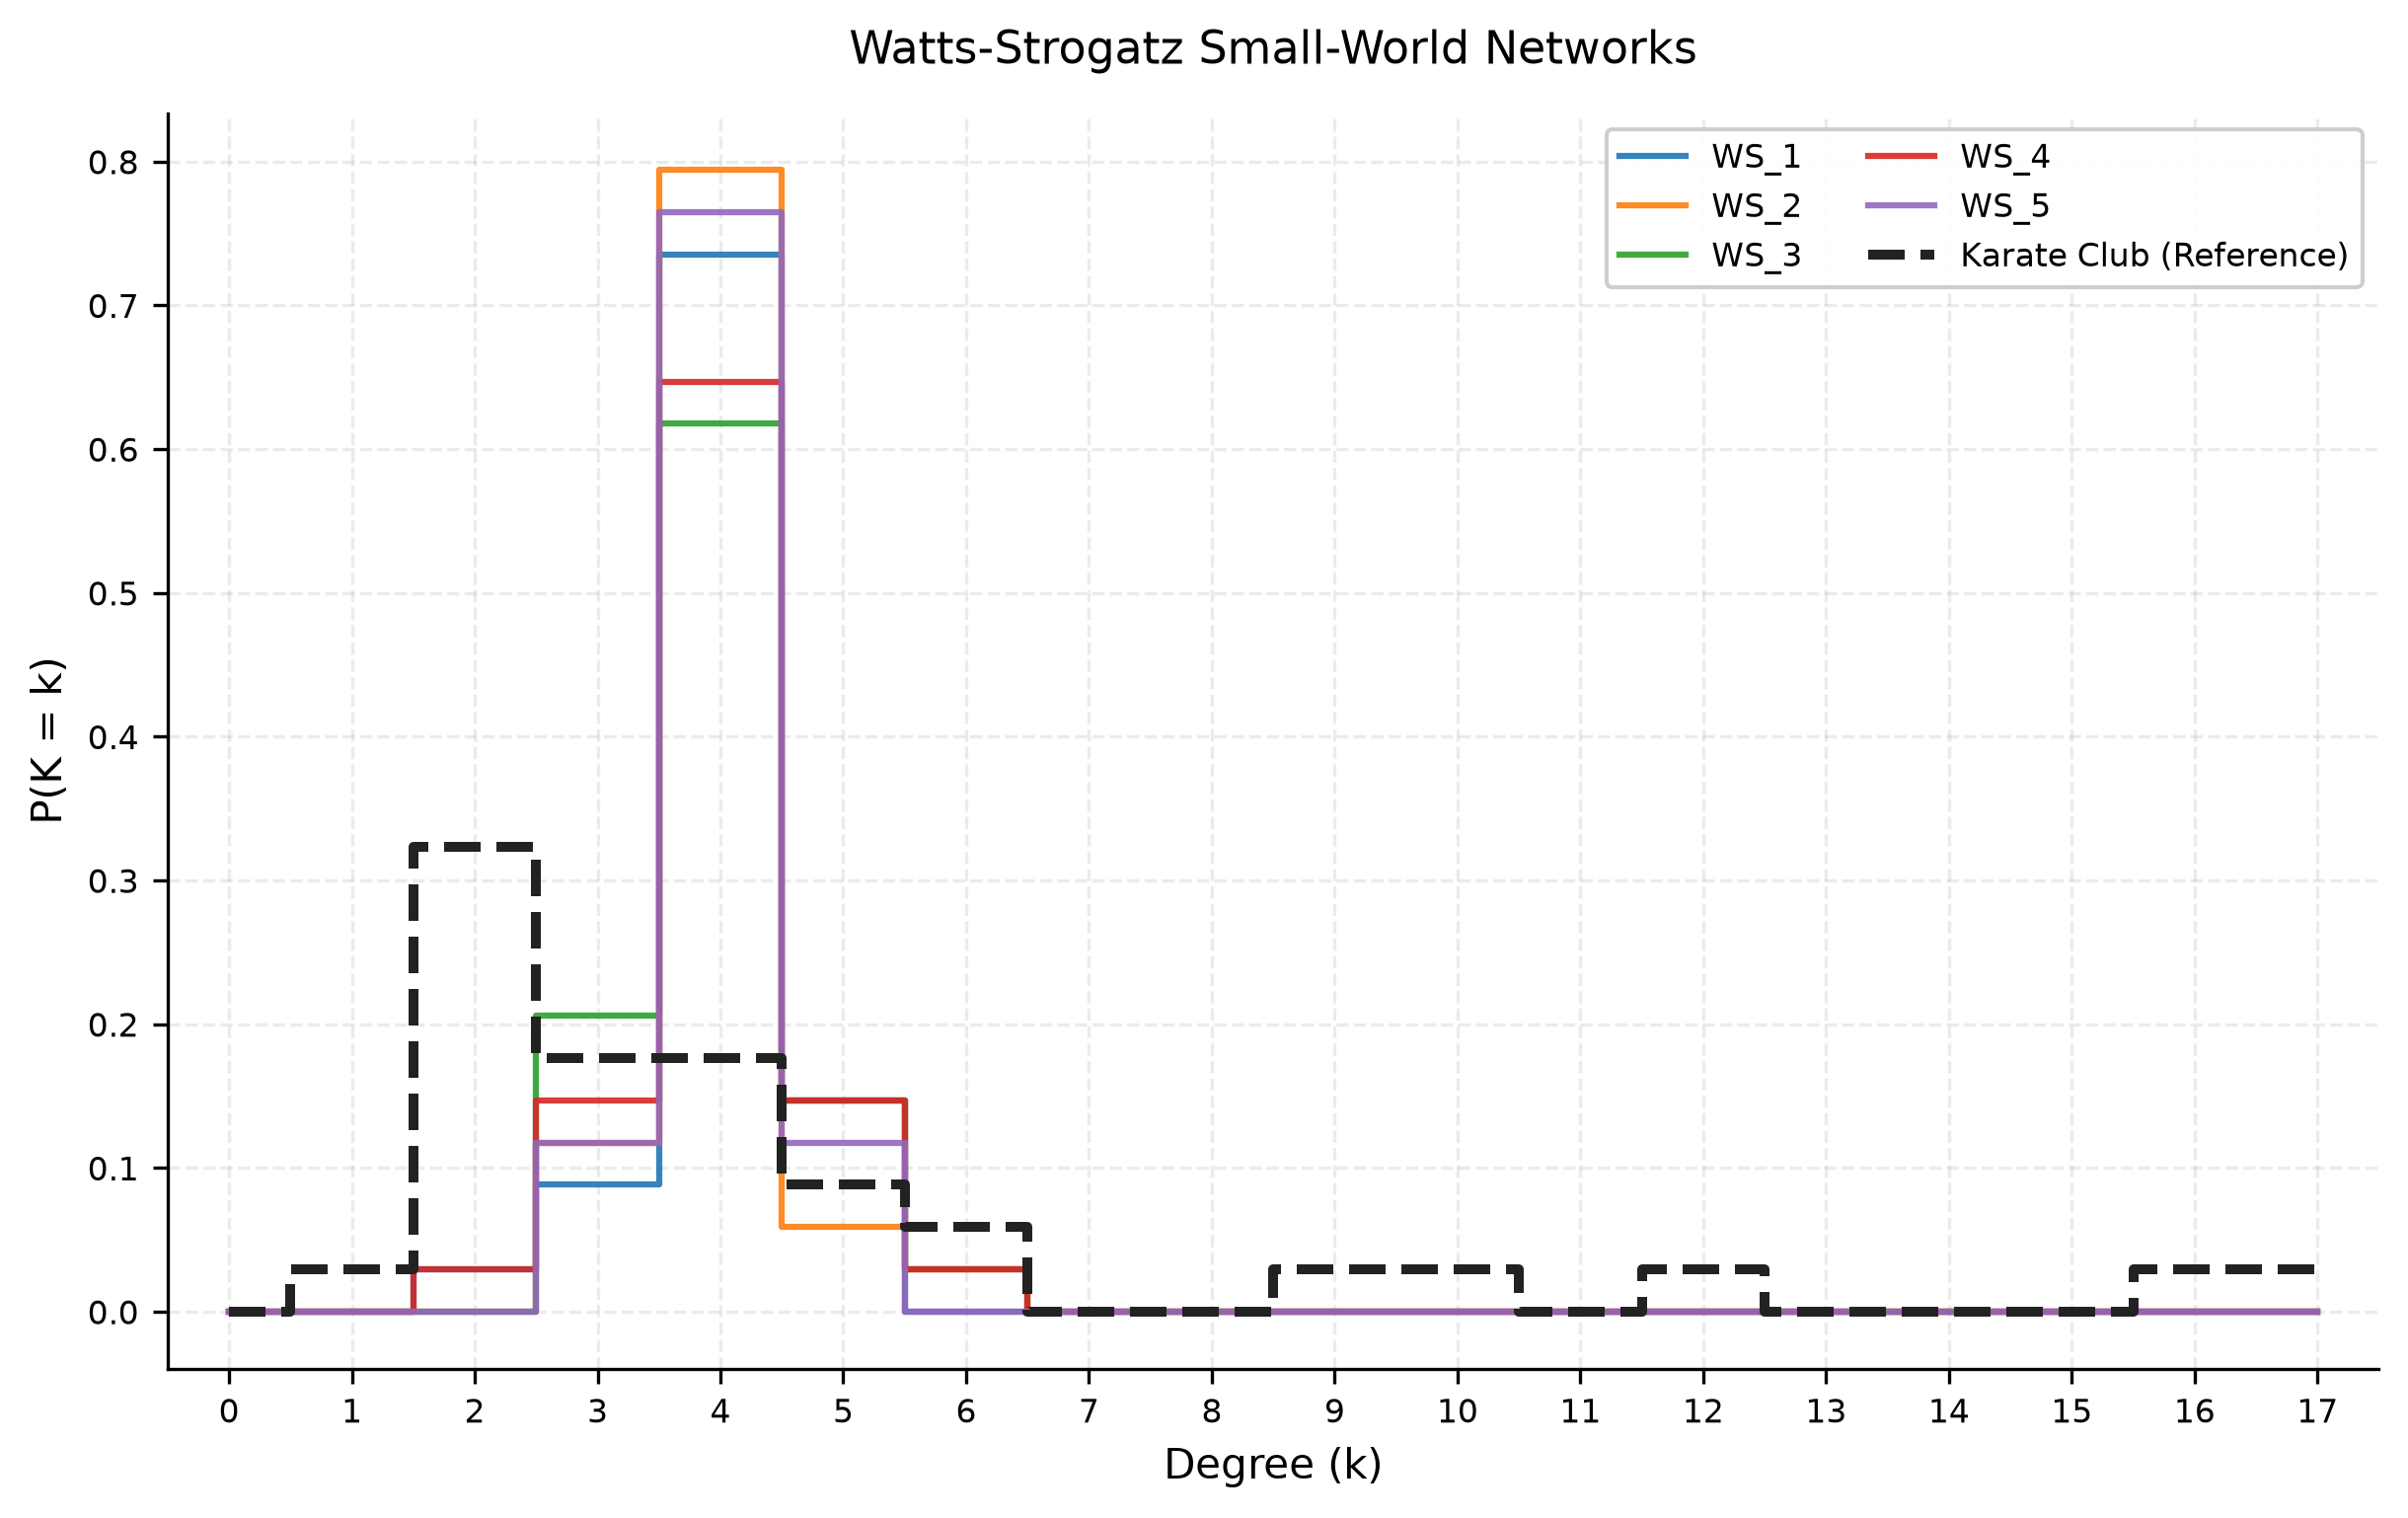 Watts-Strogatz Small-World Networks
P(K = k)
0.8
0.7
0.6
0.5
0.4
0.3
0.2
0.1
0.0
WS_1
WS_2
WS_3
WS_4
WS_5
Karate Club (Reference)
0 1 2 3 4 5 6 7 8 9 10 11 12 13 14 15 16 17
Degree (k)